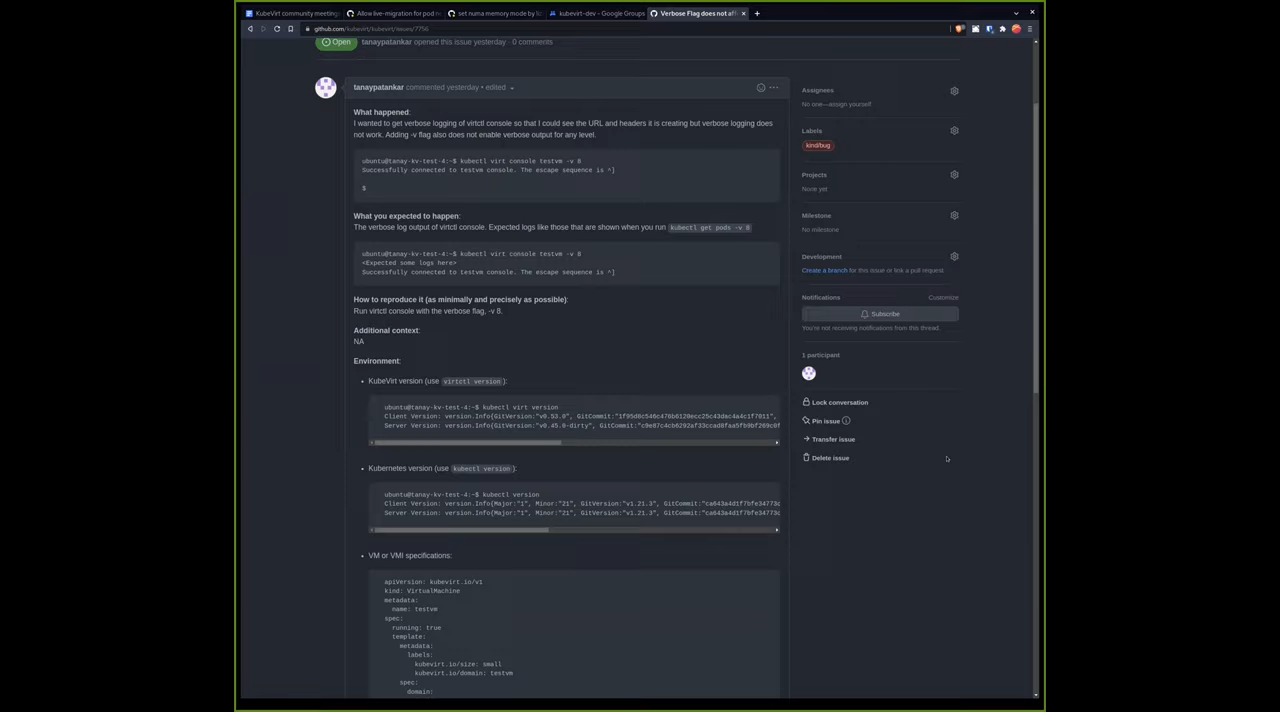 KubeVirt community meeting
Allow live-migration for pod n
set numa memory mode by li
kubevirt-dev – Google Groups
Verbose Flag does not af
github.com/kubevirt/kubevirt/issues/7756
Open
tanaypatankar opened this issue yesterday · 0 comments
tanaypatankar commented yesterday • edited
What happened:
I wanted to get verbose logging of virtctl console so that I could see the URL and headers it is creating but verbose logging does
not work. Adding -v flag also does not enable verbose output for any level.
ubuntu@tanay-kv-test-4:~$ kubectl virt console testvm -v 8
Successfully connected to testvm console. The escape sequence is ^]
$
What you expected to happen:
The verbose log output of virtctl console. Expected logs like those that are shown when you run kubectl get pods -v 8
ubuntu@tanay-kv-test-4:~$ kubectl virt console testvm -v 8
<Expected some logs here>
Successfully connected to testvm console. The escape sequence is ^]
How to reproduce it (as minimally and precisely as possible):
Run virtctl console with the verbose flag, -v 8.
Additional context:
NA
Environment:
• KubeVirt version (use virtctl version):
ubuntu@tanay-kv-test-4:~$ kubectl virt version
Client Version: version.Info{GitVersion:"v0.53.0", GitCommit:
Server Version: version.Info{GitVersion:"v0.45.0-dirty", GitCommit:
• Kubernetes version (use kubectl version):
ubuntu@tanay-kv-test-4:~$ kubectl version
Client Version: version.Info{Major:"1", Minor:"21", GitVersion:"v1.21.3", GitCommit:"ca643a4d1f7bfe34773c
Server Version: version.Info{Major:"1", Minor:"21", GitVersion:"v1.21.3", GitCommit:"ca643a4d1f7bfe34773c
• VM or VMI specifications:
apiVersion: kubevirt.io/v1
kind: VirtualMachine
metadata:
name: testvm
spec:
running: true
template:
metadata:
labels:
kubevirt.io/size: small
kubevirt.io/domain: testvm
spec:
domain:
Assignees
No one—assign yourself
Labels
kind/bug
Projects
None yet
Milestone
No milestone
Development
Create a branch for this issue or link a pull request.
Notifications
Customize
Subscribe
You're not receiving notifications from this thread.
1 participant
Lock conversation
Pin issue
Transfer issue
Delete issue